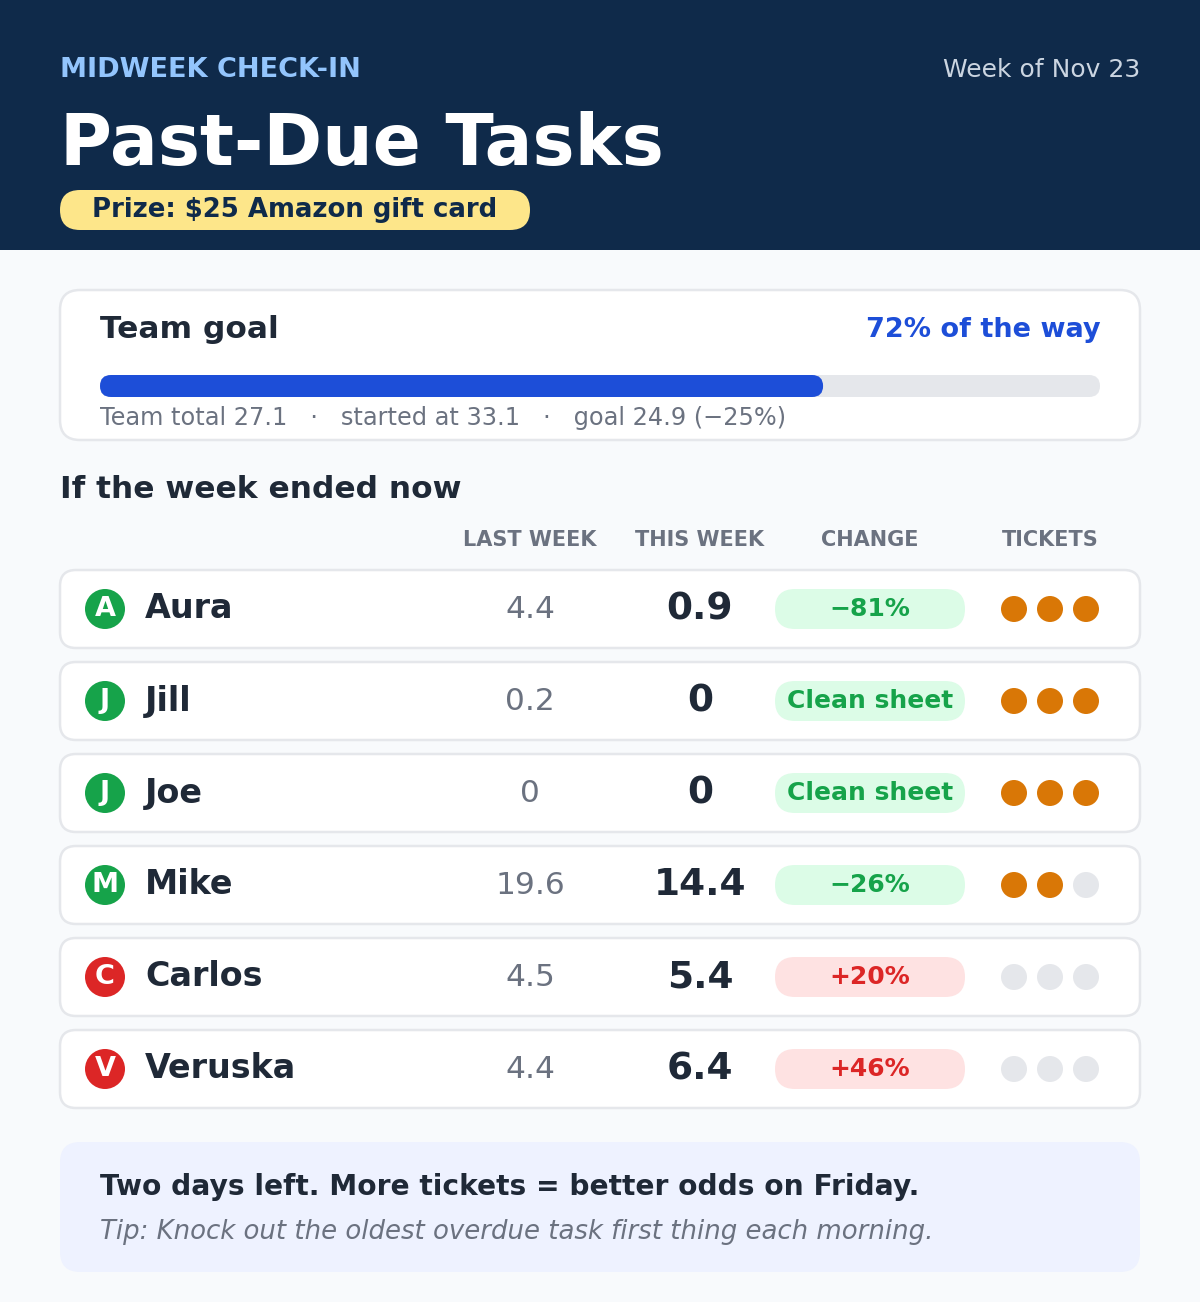 MIDWEEK CHECK-IN Week of Nov 23
Past-Due Tasks
Prize: $25 Amazon gift card
Team goal 72% of the way
Team total 27.1 · started at 33.1 · goal 24.9 (−25%)
If the week ended now
LAST WEEK THIS WEEK CHANGE TICKETS
A Aura 4.4 0.9 −81%
J Jill 0.2 0 Clean sheet
J Joe 0 0 Clean sheet
M Mike 19.6 14.4 −26%
C Carlos 4.5 5.4 +20%
V Veruska 4.4 6.4 +46%
Two days left. More tickets = better odds on Friday.
Tip: Knock out the oldest overdue task first thing each morning.